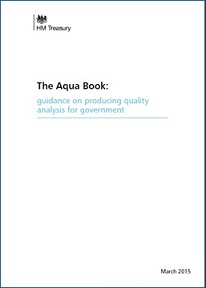 HM Treasury
The Aqua Book:
guidance on producing quality
analysis for government
March 2015